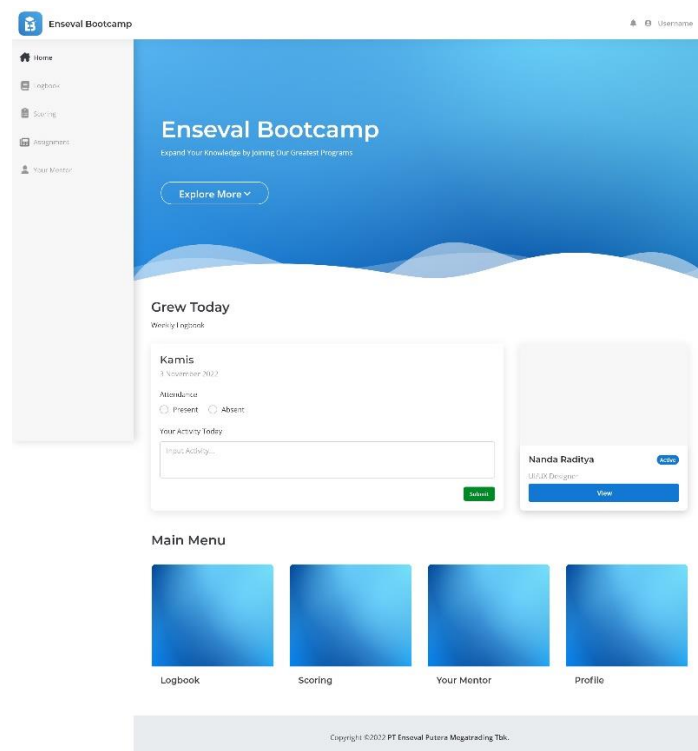 Enseval Bootcamp
Username
Home
Logbook
Scoring
Assignment
Your Mentor
Enseval Bootcamp
Expand Your Knowledge by Joining Our Greatest Programs
Explore More
Grew Today
Weekly Logbook
Kamis
3 November 2022
Attendance
Present Absent
Your Activity Today
Input Activity...
Submit
Nanda Raditya Active
UI/UX Designer
View
Main Menu
Logbook Scoring Your Mentor Profile
Copyright ©2022 PT Enseval Putera Megatrading Tbk.